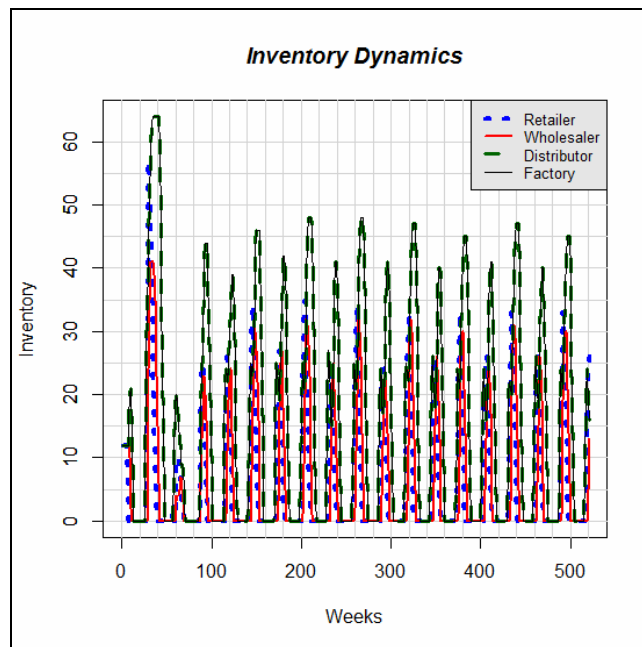 Inventory Dynamics
Retailer
Wholesaler
Distributor
Factory
60
50
40
30
20
10
0
Inventory
0 100 200 300 400 500
Weeks